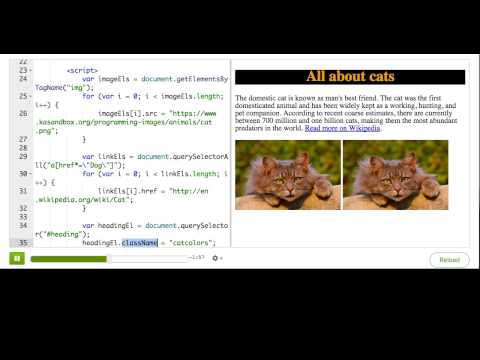 22
23 <script>
24 var imageEls = document.getElementsBy
TagName("img");
25 for (var i = 0; i < imageEls.length;
i++) {
26 imageEls[i].src = "https://www
.kasandbox.org/programming-images/animals/cat
.png";
27 }
28
29 var linkEls = document.querySelectorA
ll("a[href*=\"Dog\"]");
30 for (var i = 0; i < linkEls.length; i
++) {
31 linkEls[i].href = "http://en
.wikipedia.org/wiki/Cat";
32 }
33
34 var headingEl = document.querySelecto
r("#heading");
35 headingEl.className = "catcolors";
All about cats
The domestic cat is known as man's best friend. The cat was the first
domesticated animal and has been widely kept as a working, hunting, and
pet companion. According to recent coarse estimates, there are currently
between 700 million and one billion cats, making them the most abundant
predators in the world. Read more on Wikipedia.
-1:57
Reload